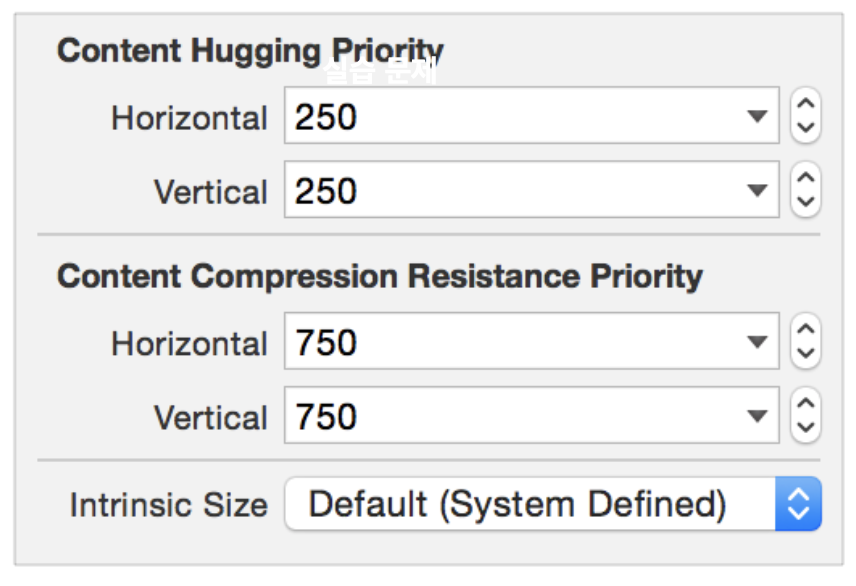 Content Hugging Priority
실습 문제
Horizontal 250
Vertical 250
Content Compression Resistance Priority
Horizontal 750
Vertical 750
Intrinsic Size Default (System Defined)